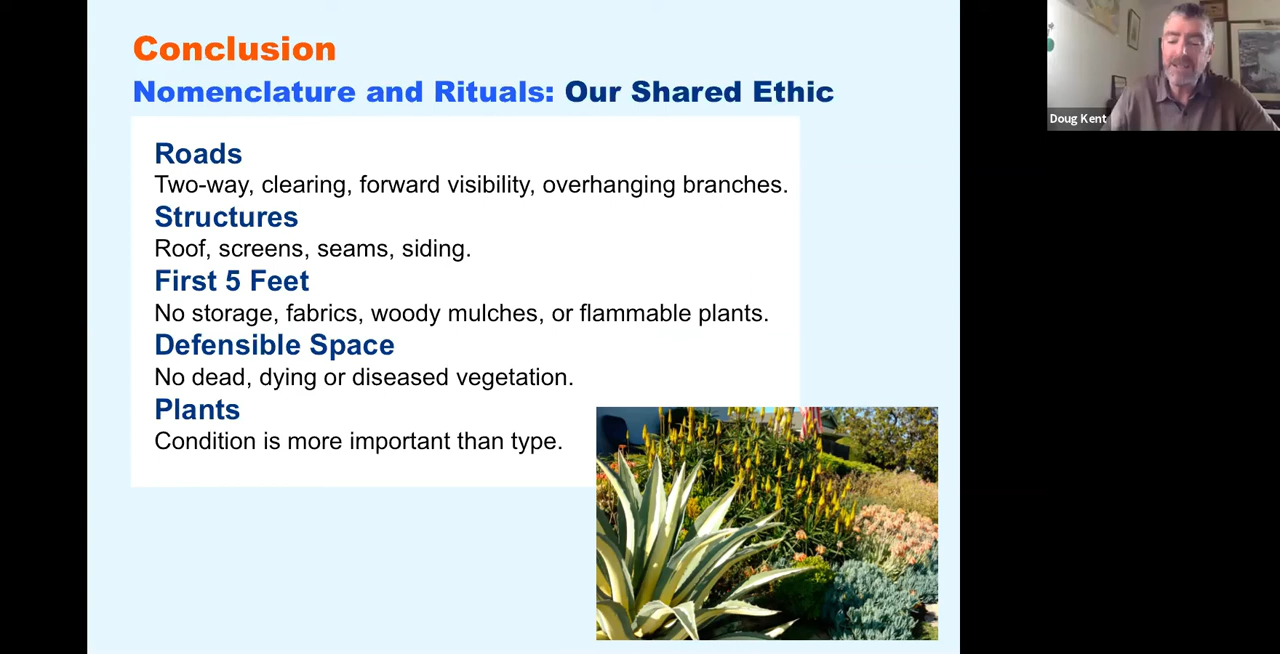 Conclusion
Nomenclature and Rituals: Our Shared Ethic
Roads
Two-way, clearing, forward visibility, overhanging branches.
Structures
Roof, screens, seams, siding.
First 5 Feet
No storage, fabrics, woody mulches, or flammable plants.
Defensible Space
No dead, dying or diseased vegetation.
Plants
Condition is more important than type.
Doug Kent